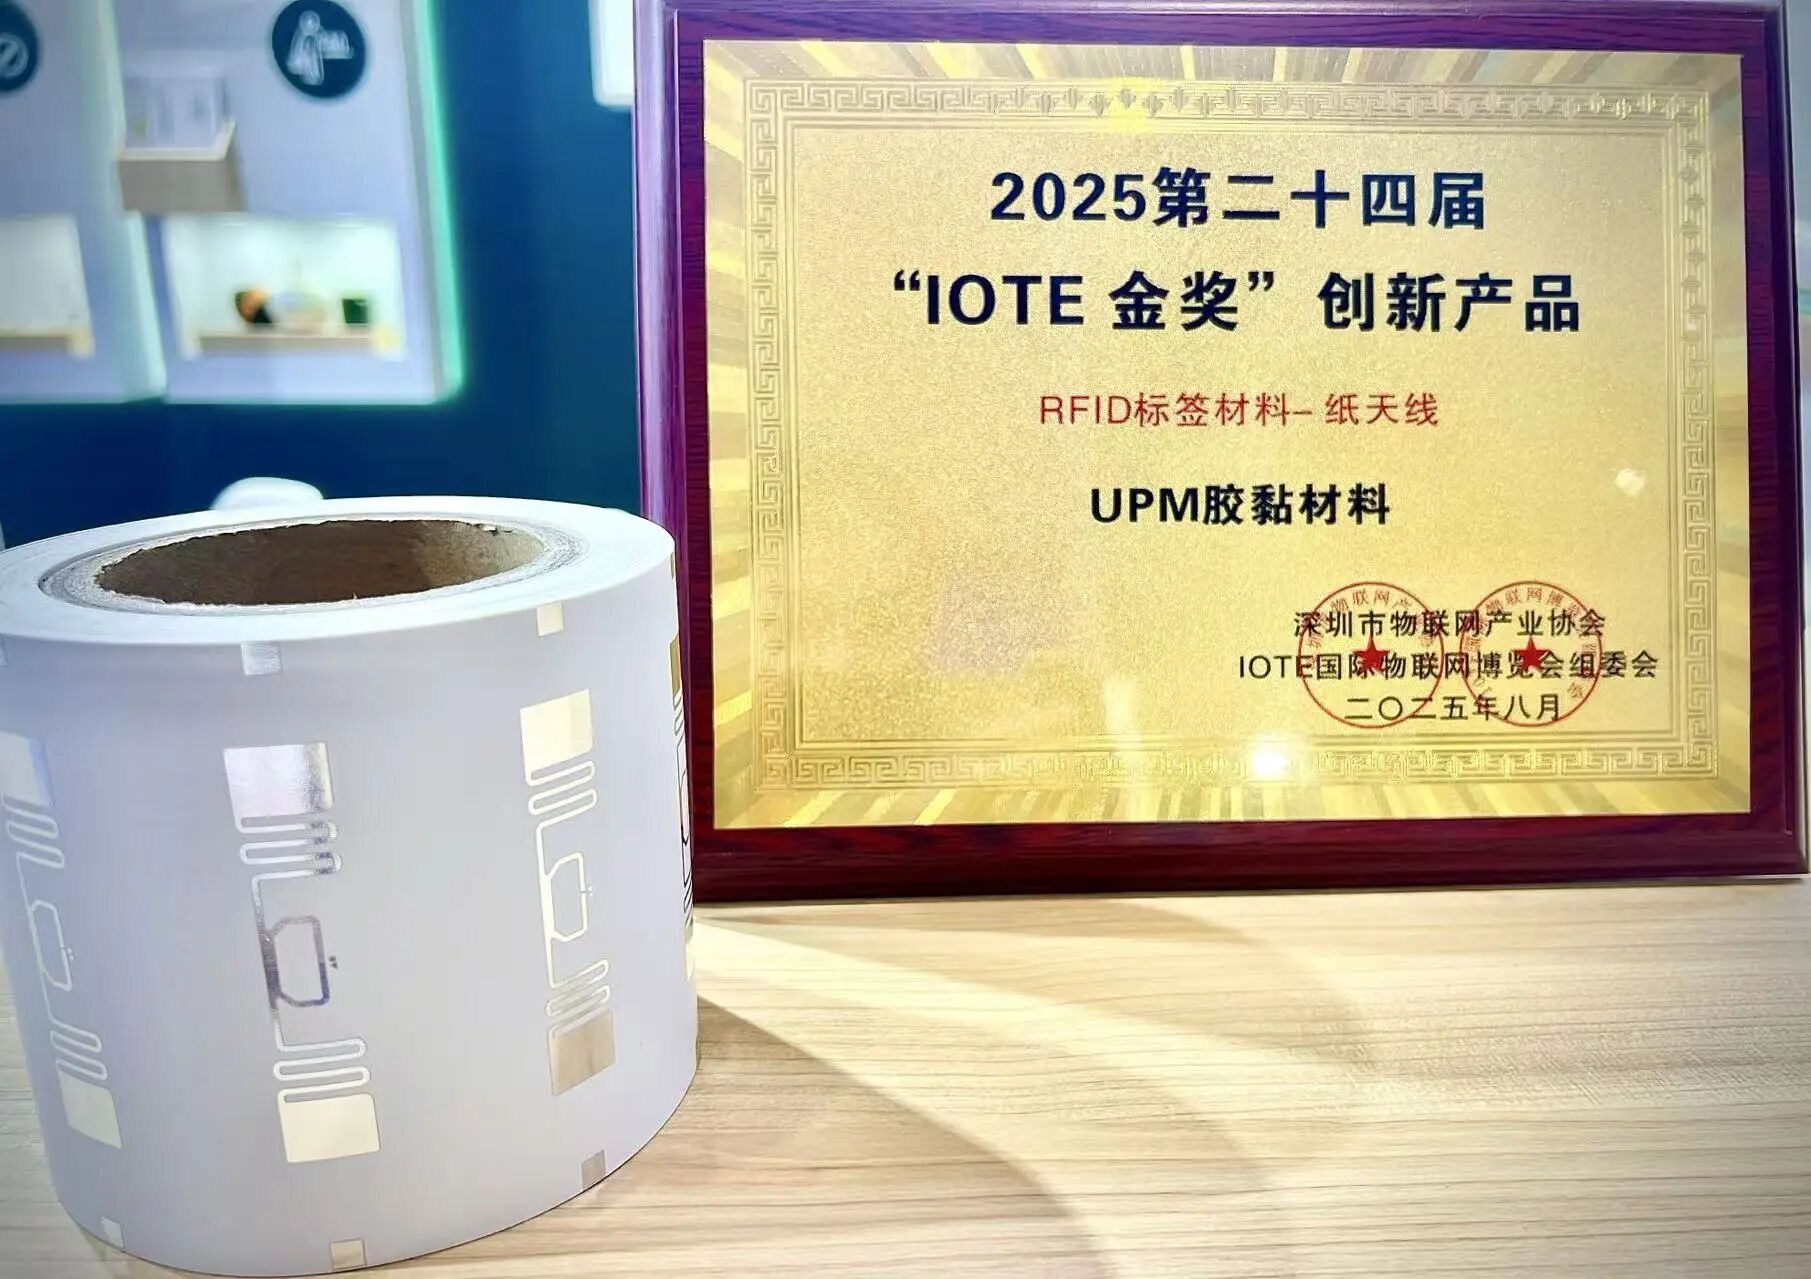 2025第二十四届
“IOTE 金奖”创新产品
RFID标签材料–纸天线
UPM胶黏材料
深圳市物联网产业协会
IOTE国际物联网博览会组委会
二〇二五年八月